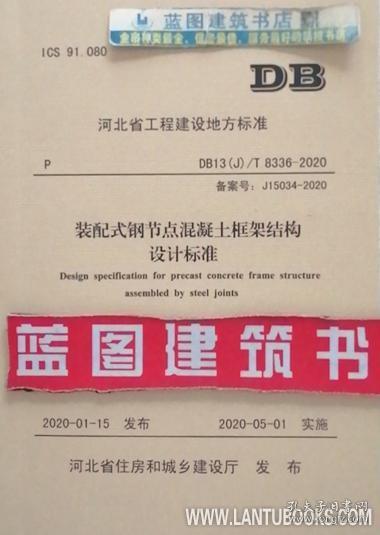 蓝图建筑书店
ICS 91.080
DB
河北省工程建设地方标准
P
DB13(J)/T 8336-2020
备案号：J15034-2020
装配式钢节点混凝土框架结构
设计标准
Design specification for precast concrete frame structure
assembled by steel joints
蓝图建筑书
2020-01-15 发布
2020-05-01 实施
河北省住房和城乡建设厅 发布
WWW.LANTUBOOKS.COM